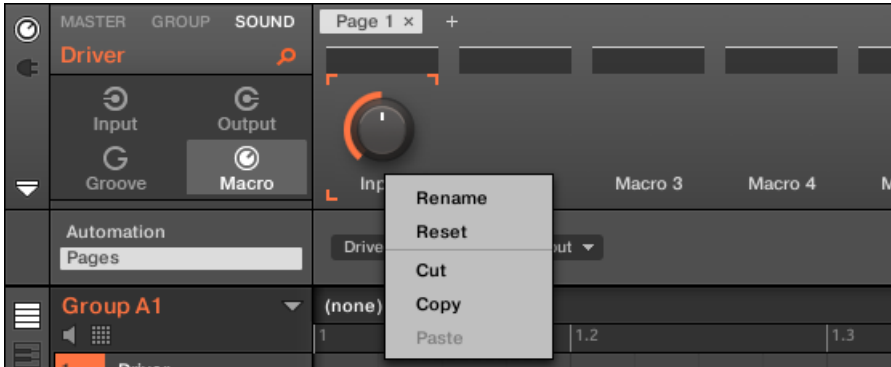 MASTER GROUP SOUND
Driver
Input
Output
Groove
Macro
Page 1 × +
Inp
Macro 3
Macro 4
Rename
Reset
Cut
Copy
Paste
Automation
Pages
Drive
out
Group A1
(none)
1
1.2
1.3
1
Driver